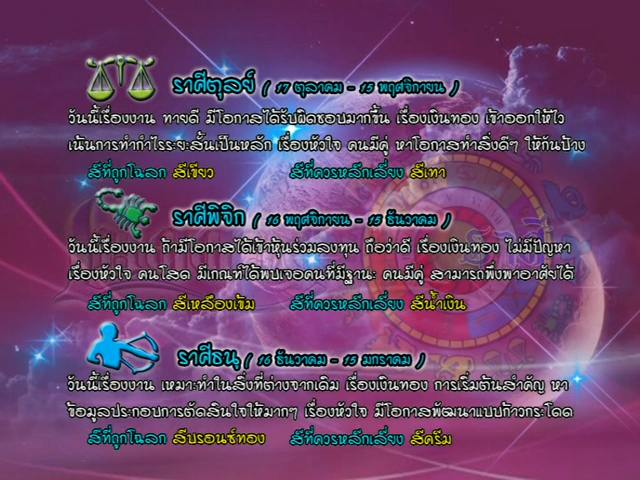 ราศีตุลย์ ( 17 ตุลาคม - 15 พฤศจิกายน )
วันนี้เรื่องงาน ทายดี มีโอกาสได้รับผิดชอบมากขึ้น เรื่องเงินทอง เข้าออกให้ไว
เน้นการทำกำไรระยะสั้นเป็นหลัก เรื่องหัวใจ คนมีคู่ หาโอกาสทำสิ่งดีๆ ให้กันบ้าง
สีที่ถูกโฉลก สีเขียว สีที่ควรหลีกเลี่ยง สีเทา
ราศีพิจิก ( 16 พฤศจิกายน - 15 ธันวาคม )
วันนี้เรื่องงาน ถ้ามีโอกาสได้เข้าหุ้นร่วมลงทุน ถือว่าดี เรื่องเงินทอง ไม่มีปัญหา
เรื่องหัวใจ คนโสด มีเกณฑ์ได้พบเจอคนที่มีฐานะ คนมีคู่ สามารถพึ่งพาอาศัยได้
สีที่ถูกโฉลก สีเหลืองเข้ม สีที่ควรหลีกเลี่ยง สีน้ำเงิน
ราศีธนู ( 16 ธันวาคม - 15 มกราคม )
วันนี้เรื่องงาน เหมาะทำในสิ่งที่ต่างจากเดิม เรื่องเงินทอง การเริ่มต้นสำคัญ หา
ข้อมูลประกอบการตัดสินใจให้มากๆ เรื่องหัวใจ มีโอกาสพัฒนาแบบก้าวกระโดด
สีที่ถูกโฉลก สีบรอนซ์ทอง สีที่ควรหลีกเลี่ยง สีครีม